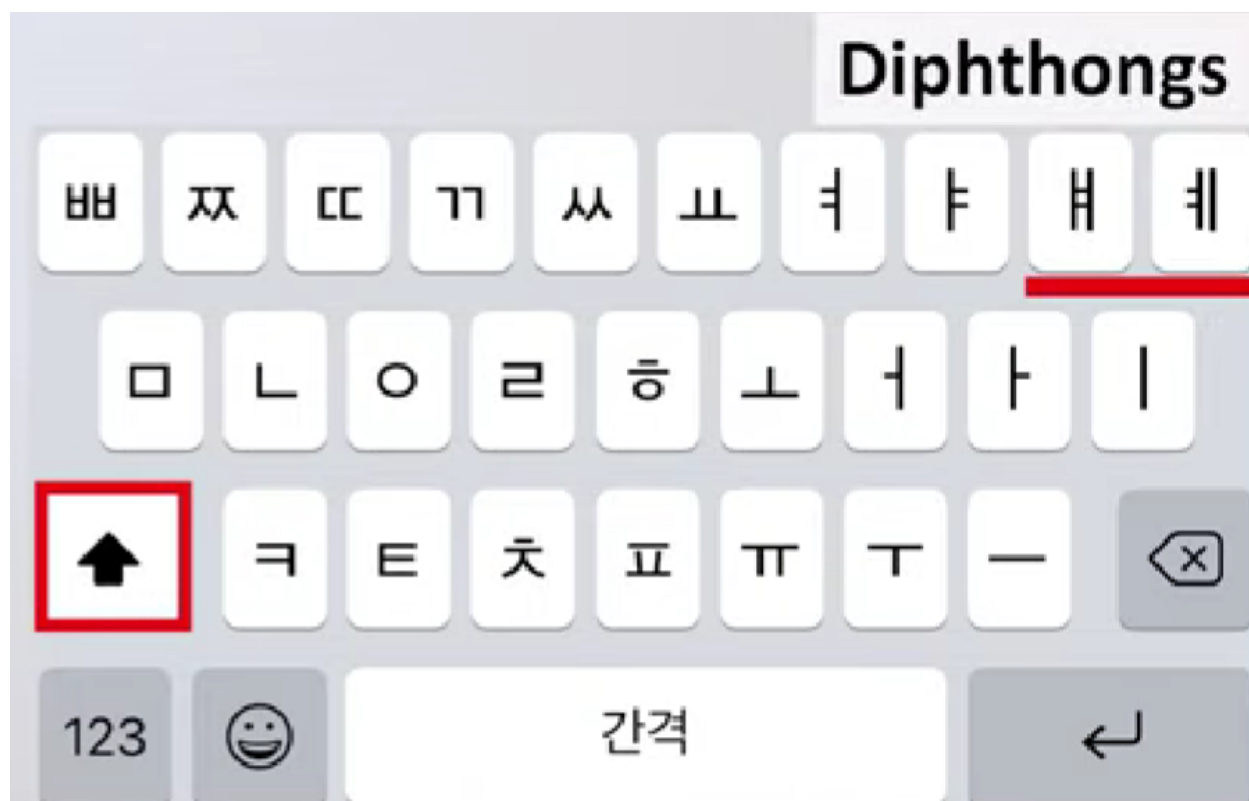 Diphthongs
ㅃ ㅉ ㄸ ㄲ ㅆ ㅛ ㅕ ㅑ ㅒ ㅖ
ㅁ ㄴ ㅇ ㄹ ㅎ ㅗ ㅓ ㅏ ㅣ
ㅋ ㅌ ㅊ ㅍ ㅠ ㅜ ㅡ
123 간격